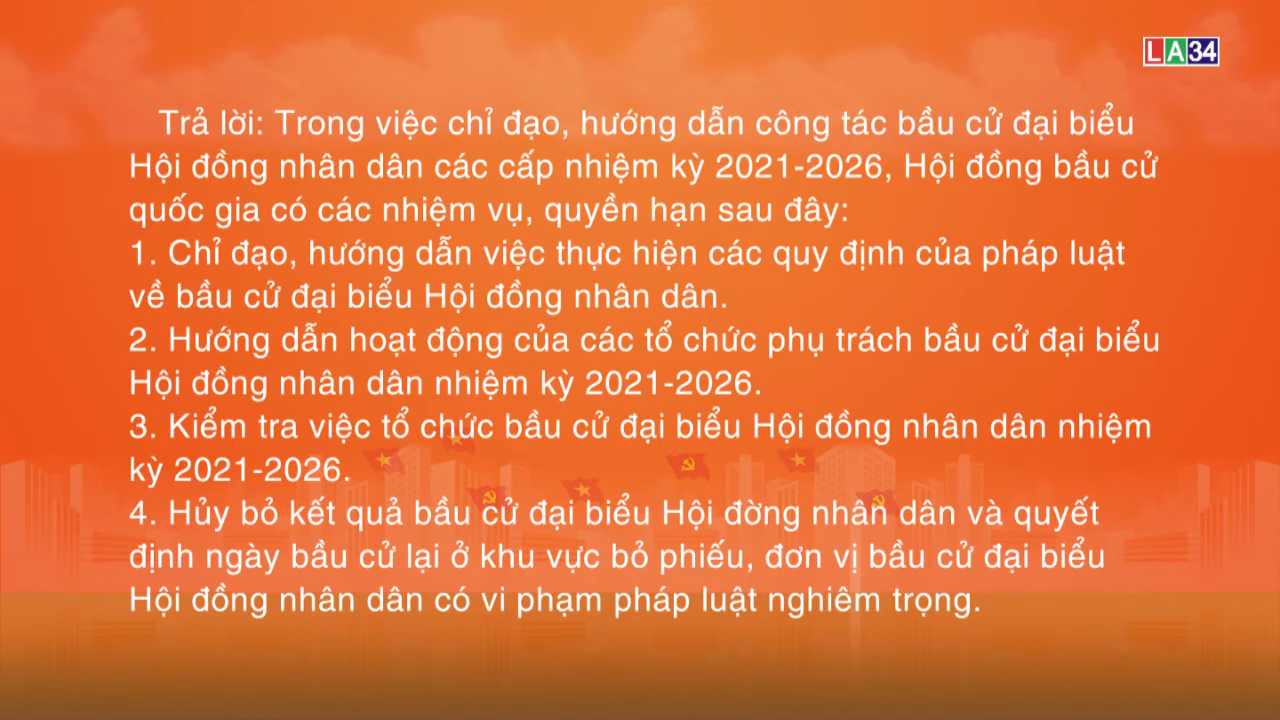 LA34
Trả lời: Trong việc chỉ đạo, hướng dẫn công tác bầu cử đại biểu
Hội đồng nhân dân các cấp nhiệm kỳ 2021-2026, Hội đồng bầu cử
quốc gia có các nhiệm vụ, quyền hạn sau đây:
1. Chỉ đạo, hướng dẫn việc thực hiện các quy định của pháp luật
về bầu cử đại biểu Hội đồng nhân dân.
2. Hướng dẫn hoạt động của các tổ chức phụ trách bầu cử đại biểu
Hội đồng nhân dân nhiệm kỳ 2021-2026.
3. Kiểm tra việc tổ chức bầu cử đại biểu Hội đồng nhân dân nhiệm
kỳ 2021-2026.
4. Hủy bỏ kết quả bầu cử đại biểu Hội đờng nhân dân và quyết
định ngày bầu cử lại ở khu vực bỏ phiếu, đơn vị bầu cử đại biểu
Hội đồng nhân dân có vi phạm pháp luật nghiêm trọng.